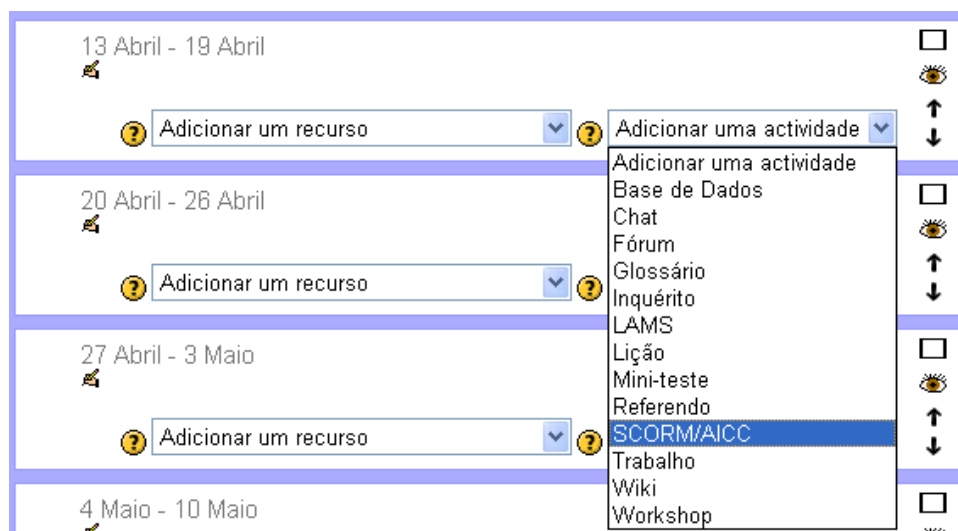 13 Abril - 19 Abril
? Adicionar um recurso ? Adicionar uma actividade
Adicionar uma actividade
Base de Dados
Chat
Fórum
Glossário
Inquérito
LAMS
Lição
Mini-teste
Referendo
SCORM/AICC
Trabalho
Wiki
Workshop
20 Abril - 26 Abril
? Adicionar um recurso ?
27 Abril - 3 Maio
? Adicionar um recurso ?
4 Maio - 10 Maio